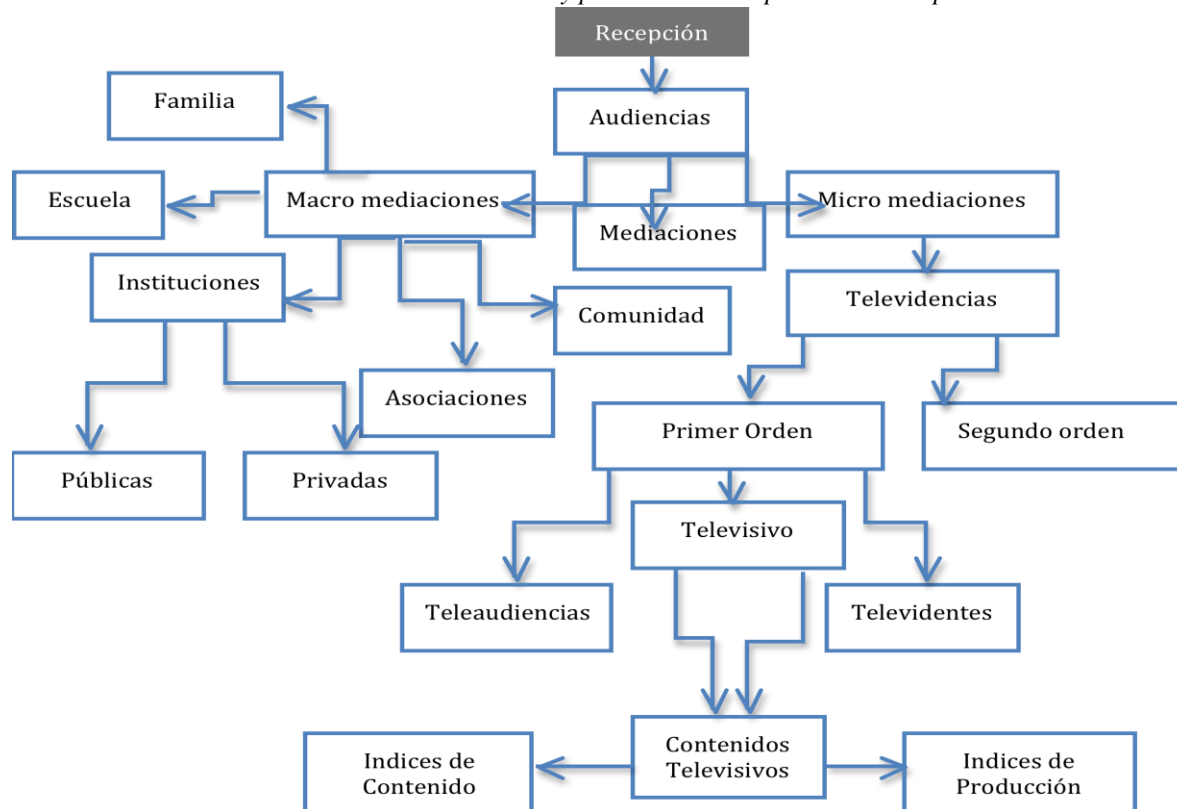 Recepción
Familia
Audiencias
Escuela
Macro mediaciones
Micro mediaciones
Mediaciones
Instituciones
Televidencias
Comunidad
Asociaciones
Primer Orden
Segundo orden
Públicas
Privadas
Televisivo
Teleaudiencias
Televidentes
Contenidos
Televisivos
Indices de
Contenido
Indices de
Producción